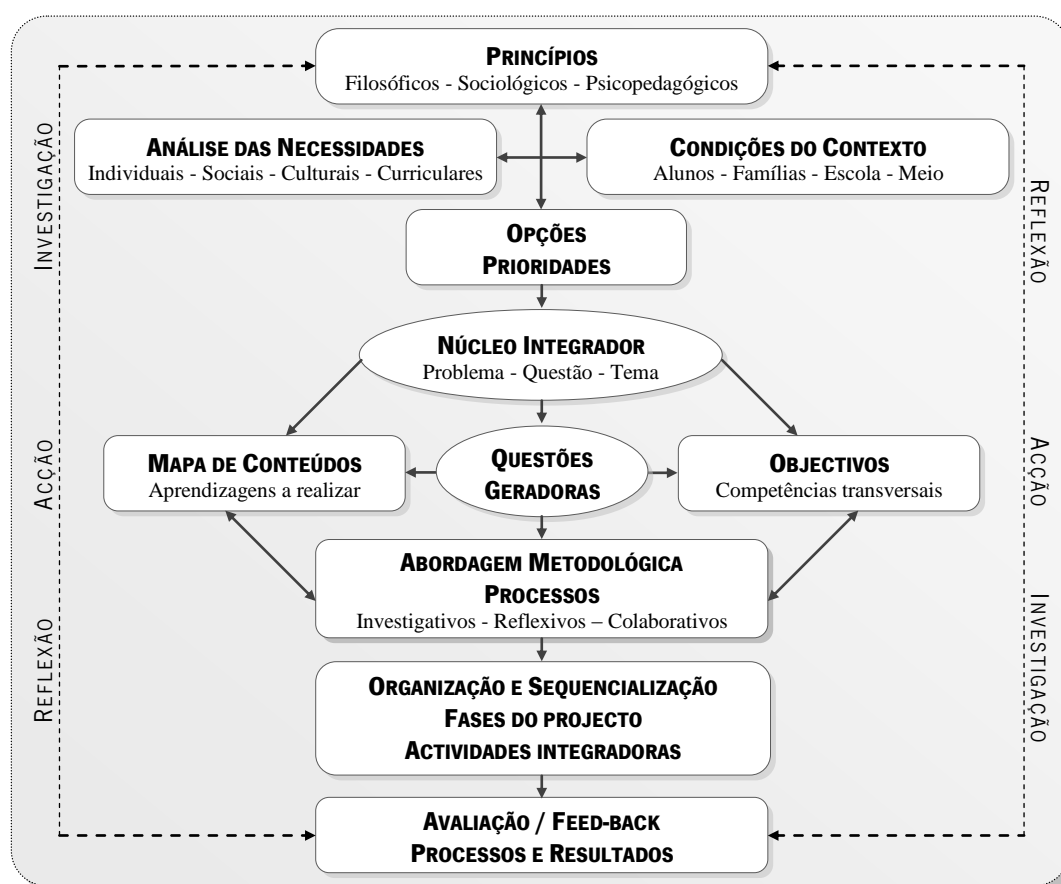 PRINCÍPIOS
Filosóficos - Sociológicos - Psicopedagógicos
ANÁLISE DAS NECESSIDADES
Individuais - Sociais - Culturais - Curriculares
CONDIÇÕES DO CONTEXTO
Alunos - Famílias - Escola - Meio
INVESTIGAÇÃO
REFLEXÃO
OPÇÕES
PRIORIDADES
NÚCLEO INTEGRADOR
Problema - Questão - Tema
ACÇÃO
MAPA DE CONTEÚDOS
Aprendizagens a realizar
QUESTÕES
GERADORAS
OBJECTIVOS
Competências transversais
ACÇÃO
ABORDAGEM METODOLÓGICA
PROCESSOS
Investigativos - Reflexivos – Colaborativos
REFLEXÃO
INVESTIGAÇÃO
ORGANIZAÇÃO E SEQUENCIALIZAÇÃO
FASES DO PROJECTO
ACTIVIDADES INTEGRADORAS
AVALIAÇÃO / FEED-BACK
PROCESSOS E RESULTADOS